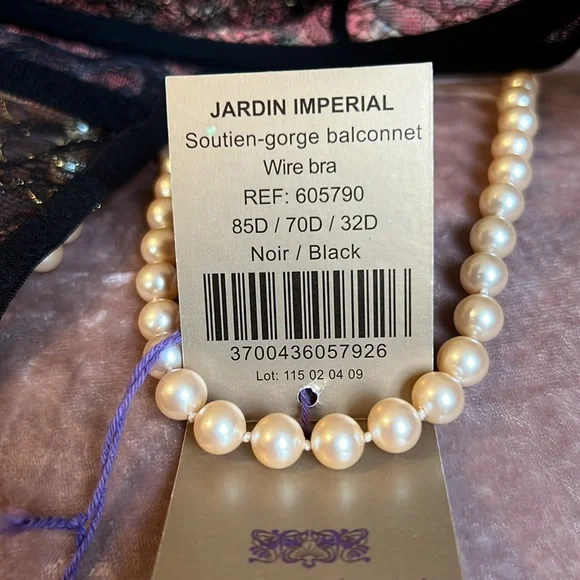 JARDIN IMPERIAL
Soutien-gorge balconnet
Wire bra
REF: 605790
85D / 70D / 32D
Noir / Black
3700436057926
Lot: 115 02 04 09